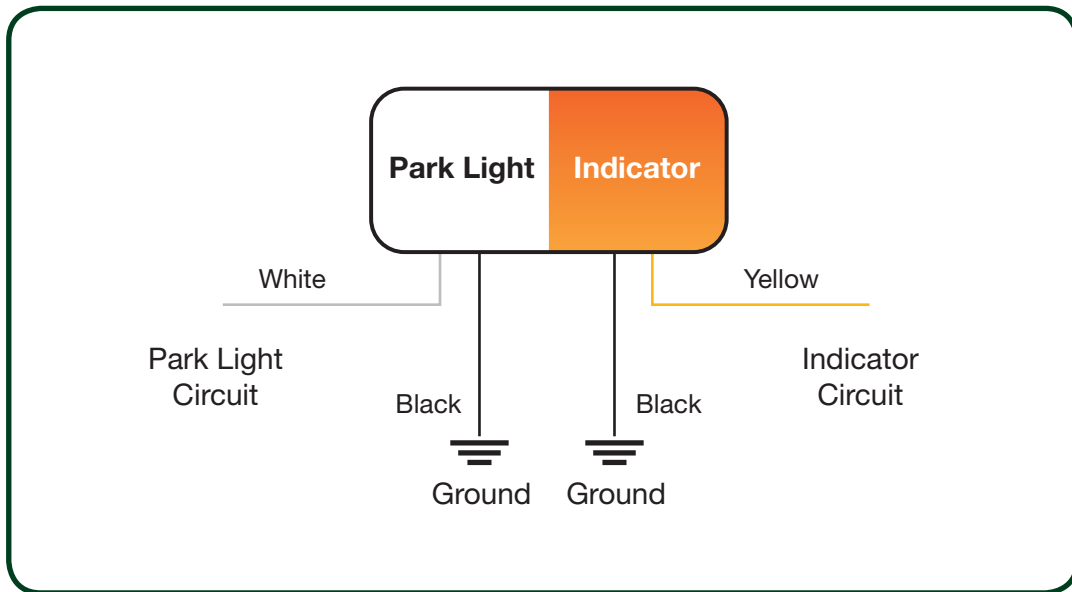 Park Light Indicator
White Yellow
Park Light
Circuit
Indicator
Circuit
Black Black
Ground Ground